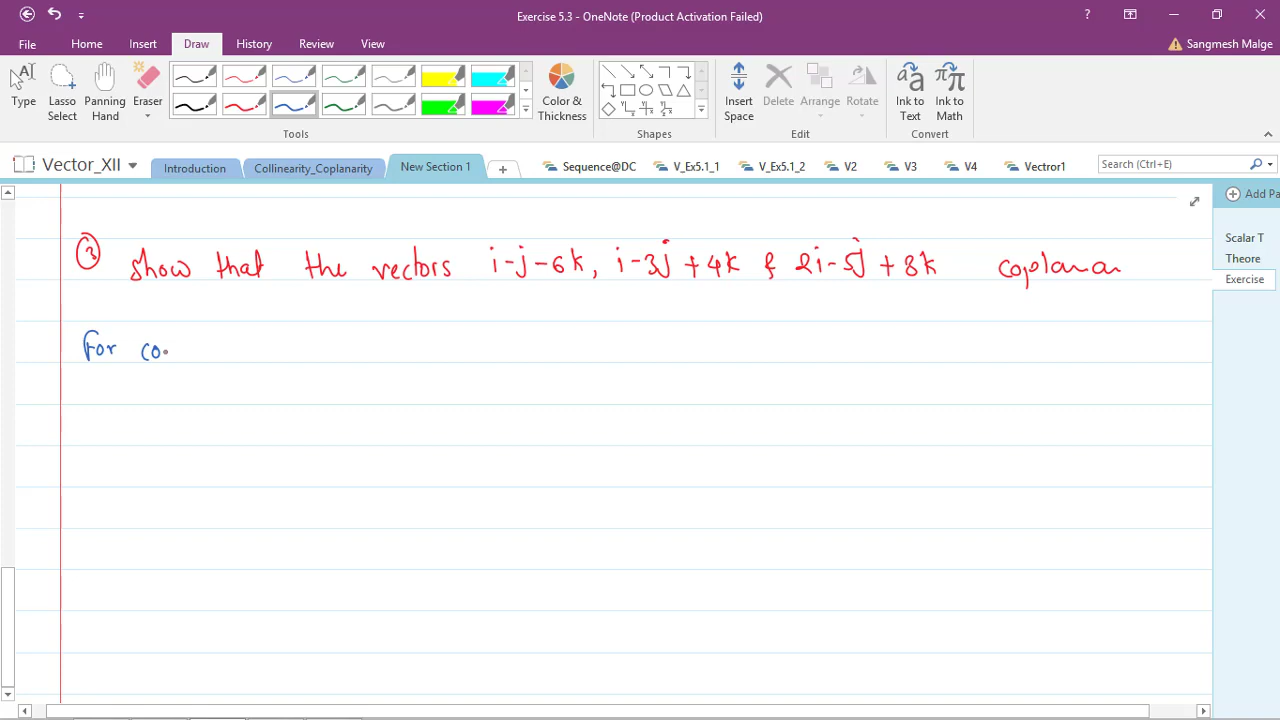 Exercise 5.3 - OneNote (Product Activation Failed)
?
File Home Insert Draw History Review View
Sangmesh Malge
Type
Lasso Select
Panning Hand
Eraser
Color & Thickness
Insert Space
Delete
Arrange
Rotate
Ink to Text
Ink to Math
Tools
Shapes
Edit
Convert
Vector_XII
Introduction
Collinearity_Coplanarity
New Section 1
Sequence@DC
V_Ex5.1_1
V_Ex5.1_2
V2
V3
V4
Vectror1
Search (Ctrl+E)
Add Pa
Scalar T
Theore
Exercise
③ show that the vectors i-j-6k, i-3j+4k & 2i-5j+3k coplanar
For co